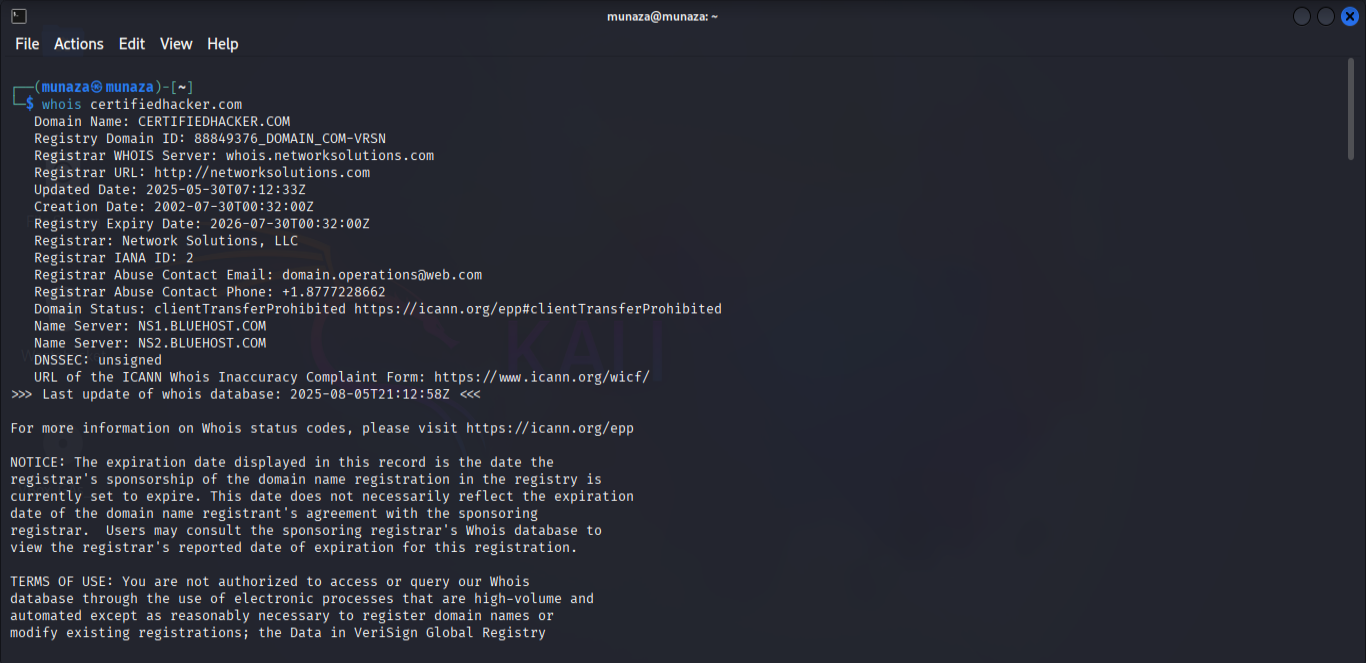 munaza@munaza: ~
File Actions Edit View Help
┌──(munaza㉿munaza)-[~]
└─$ whois certifiedhacker.com
Domain Name: CERTIFIEDHACKER.COM
Registry Domain ID: 88849376_DOMAIN_COM-VRSN
Registrar WHOIS Server: whois.networksolutions.com
Registrar URL: http://networksolutions.com
Updated Date: 2025-05-30T07:12:33Z
Creation Date: 2002-07-30T00:32:00Z
Registry Expiry Date: 2026-07-30T00:32:00Z
Registrar: Network Solutions, LLC
Registrar IANA ID: 2
Registrar Abuse Contact Email: domain.operations@web.com
Registrar Abuse Contact Phone: +1.8777228662
Domain Status: clientTransferProhibited https://icann.org/epp#clientTransferProhibited
Name Server: NS1.BLUEHOST.COM
Name Server: NS2.BLUEHOST.COM
DNSSEC: unsigned
URL of the ICANN Whois Inaccuracy Complaint Form: https://www.icann.org/wicf/
>>> Last update of whois database: 2025-08-05T21:12:58Z <<<
For more information on Whois status codes, please visit https://icann.org/epp
NOTICE: The expiration date displayed in this record is the date the
registrar's sponsorship of the domain name registration in the registry is
currently set to expire. This date does not necessarily reflect the expiration
date of the domain name registrant's agreement with the sponsoring
registrar.  Users may consult the sponsoring registrar's Whois database to
view the registrar's reported date of expiration for this registration.
TERMS OF USE: You are not authorized to access or query our Whois
database through the use of electronic processes that are high-volume and
automated except as reasonably necessary to register domain names or
modify existing registrations; the Data in VeriSign Global Registry
KALI